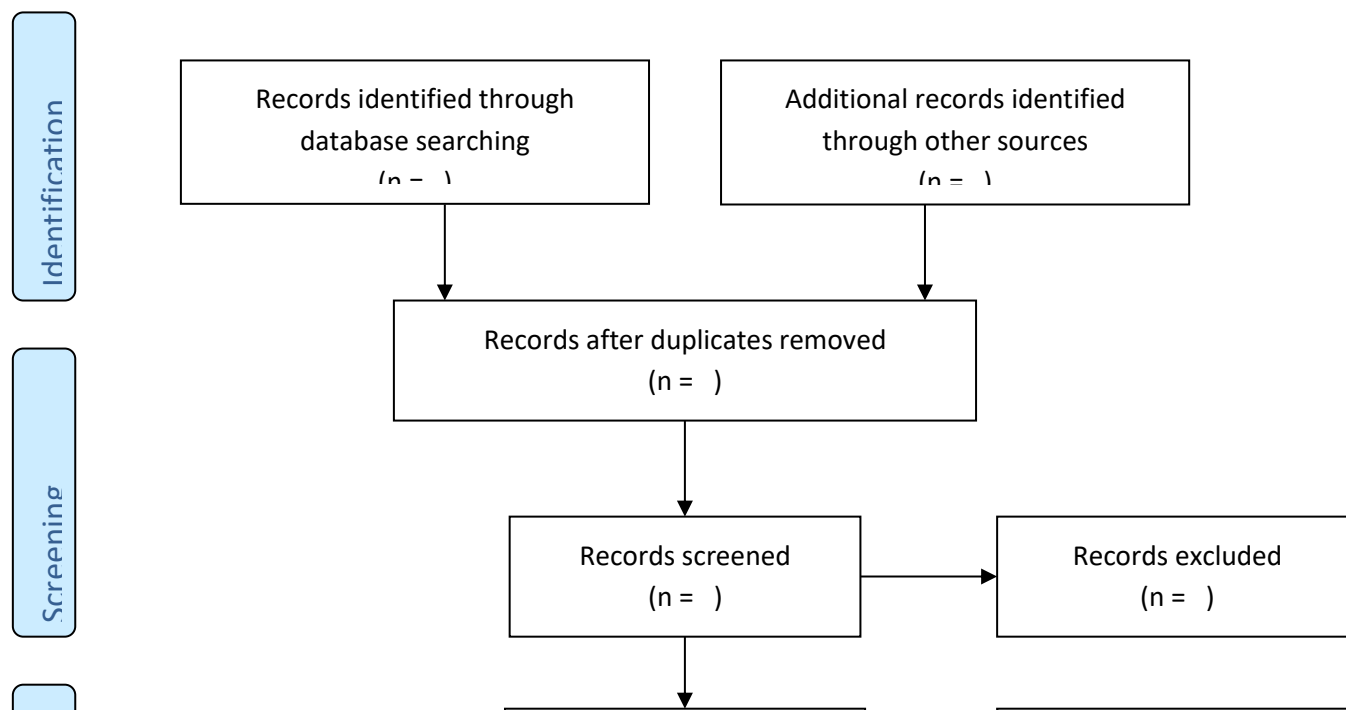 Identification
Records identified through
database searching
(n =   )
Additional records identified
through other sources
(n =   )
Records after duplicates removed
(n =   )
Screening
Records screened
(n =   )
Records excluded
(n =   )